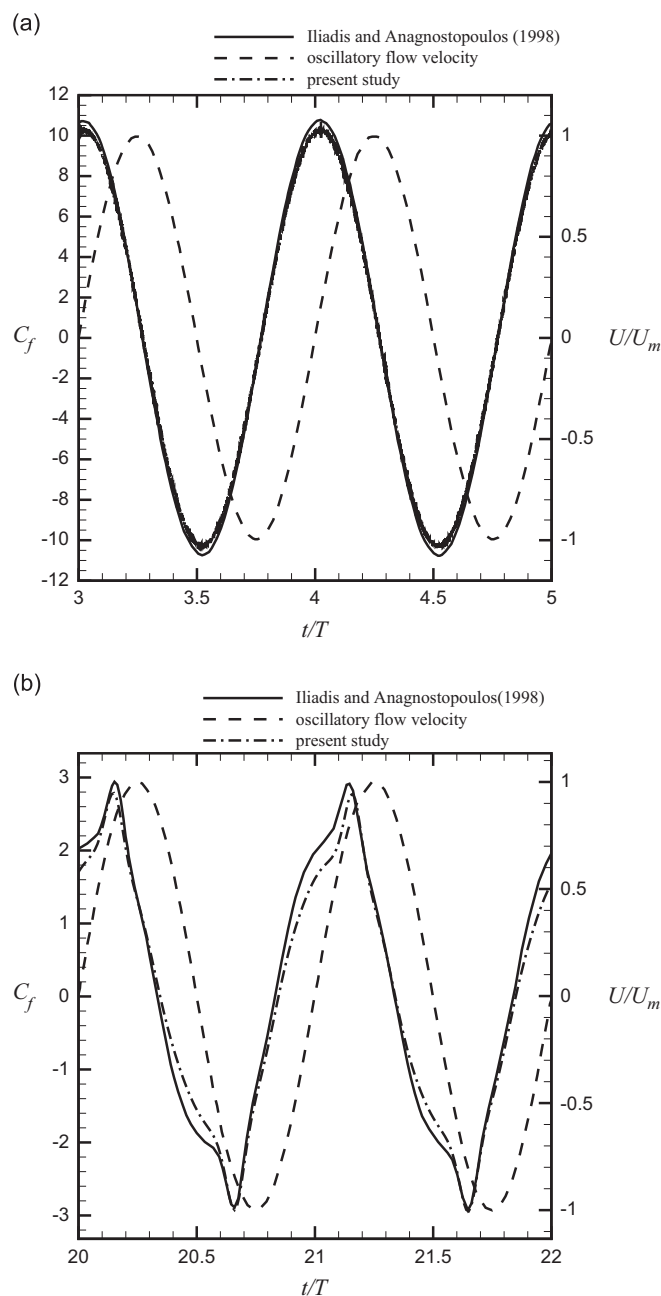 (a)
Iliadis and Anagnostopoulos (1998)
oscillatory flow velocity
present study
12
10
8
6
4
2
0
-2
-4
-6
-8
-10
-12
C_f
1
0.5
0
-0.5
-1
U/U_m
3
3.5
4
4.5
5
t/T
(b)
Iliadis and Anagnostopoulos(1998)
oscillatory flow velocity
present study
3
2
1
0
-1
-2
-3
C_f
1
0.5
0
-0.5
-1
U/U_m
20
20.5
21
21.5
22
t/T